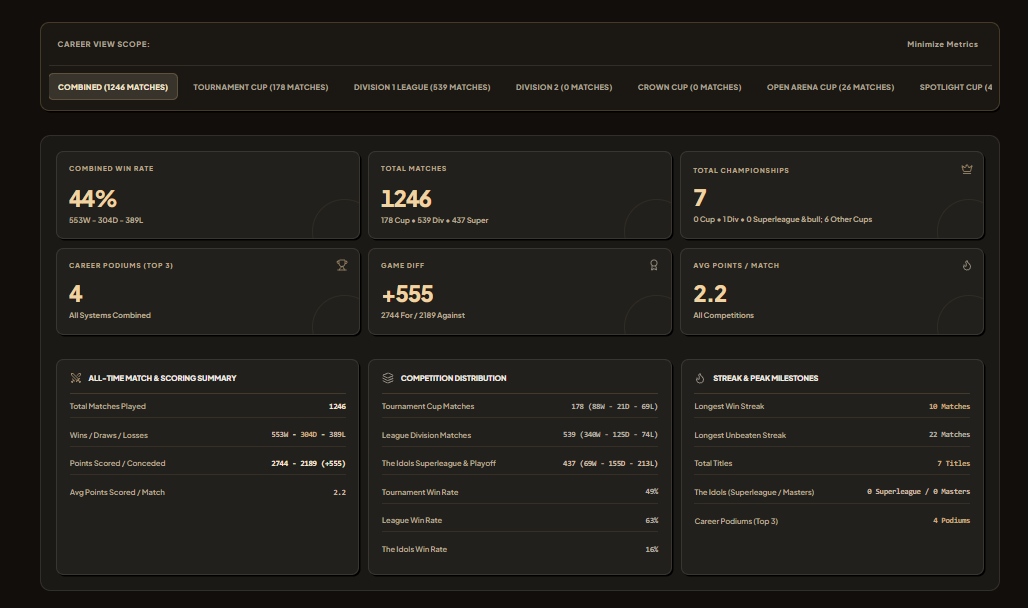 CAREER VIEW SCOPE:
Minimize Metrics
COMBINED (1246 MATCHES)
TOURNAMENT CUP (178 MATCHES)
DIVISION 1 LEAGUE (539 MATCHES)
DIVISION 2 (0 MATCHES)
CROWN CUP (0 MATCHES)
OPEN ARENA CUP (26 MATCHES)
SPOTLIGHT CUP (4
COMBINED WIN RATE
44%
553W - 304D - 389L
TOTAL MATCHES
1246
178 Cup • 539 Div • 437 Super
TOTAL CHAMPIONSHIPS
7
0 Cup • 1 Div • 0 Superleague &bull; 6 Other Cups
CAREER PODIUMS (TOP 3)
4
All Systems Combined
GAME DIFF
+555
2744 For / 2189 Against
AVG POINTS / MATCH
2.2
All Competitions
ALL-TIME MATCH & SCORING SUMMARY
Total Matches Played 1246
Wins / Draws / Losses 553W - 304D - 389L
Points Scored / Conceded 2744 - 2189 (+555)
Avg Points Scored / Match 2.2
COMPETITION DISTRIBUTION
Tournament Cup Matches 178 (88W - 21D - 69L)
League Division Matches 539 (340W - 125D - 74L)
The Idols Superleague & Playoff 437 (69W - 155D - 213L)
Tournament Win Rate 49%
League Win Rate 63%
The Idols Win Rate 16%
STREAK & PEAK MILESTONES
Longest Win Streak 10 Matches
Longest Unbeaten Streak 22 Matches
Total Titles 7 Titles
The Idols (Superleague / Masters) 0 Superleague / 0 Masters
Career Podiums (Top 3) 4 Podiums